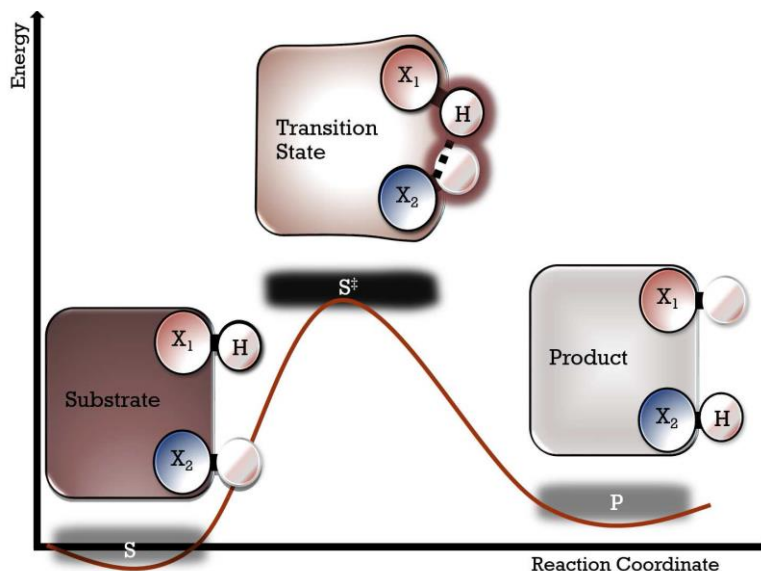 Energy
X₁
H
Transition
State
X₂
S‡
X₁
H
Substrate
X₂
S
X₁
Product
X₂
H
P
Reaction Coordinate